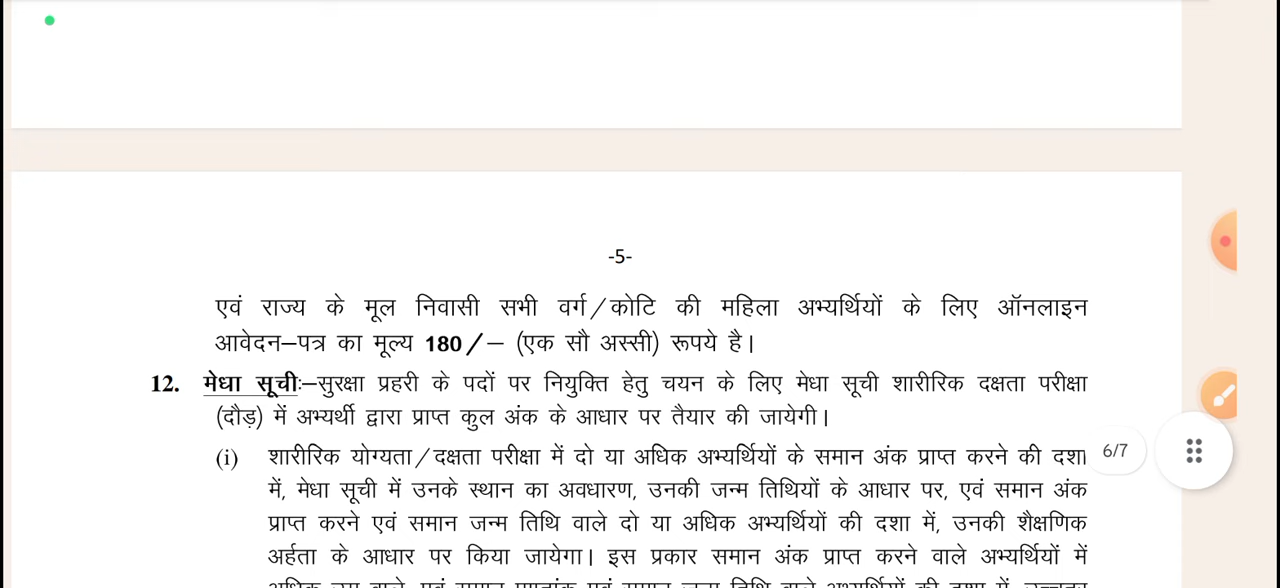 -5-
एवं राज्य के मूल निवासी सभी वर्ग/कोटि की महिला अभ्यर्थियों के लिए ऑनलाइन
आवेदन–पत्र का मूल्य 180/– (एक सौ अस्सी) रूपये है।
12. मेधा सूची:–सुरक्षा प्रहरी के पदों पर नियुक्ति हेतु चयन के लिए मेधा सूची शारीरिक दक्षता परीक्षा
(दौड़) में अभ्यर्थी द्वारा प्राप्त कुल अंक के आधार पर तैयार की जायेगी।
(i) शारीरिक योग्यता/दक्षता परीक्षा में दो या अधिक अभ्यर्थियों के समान अंक प्राप्त करने की दशा
6/7
में, मेधा सूची में उनके स्थान का अवधारण, उनकी जन्म तिथियों के आधार पर, एवं समान अंक
प्राप्त करने एवं समान जन्म तिथि वाले दो या अधिक अभ्यर्थियों की दशा में, उनकी शैक्षणिक
अर्हता के आधार पर किया जायेगा। इस प्रकार समान अंक प्राप्त करने वाले अभ्यर्थियों में